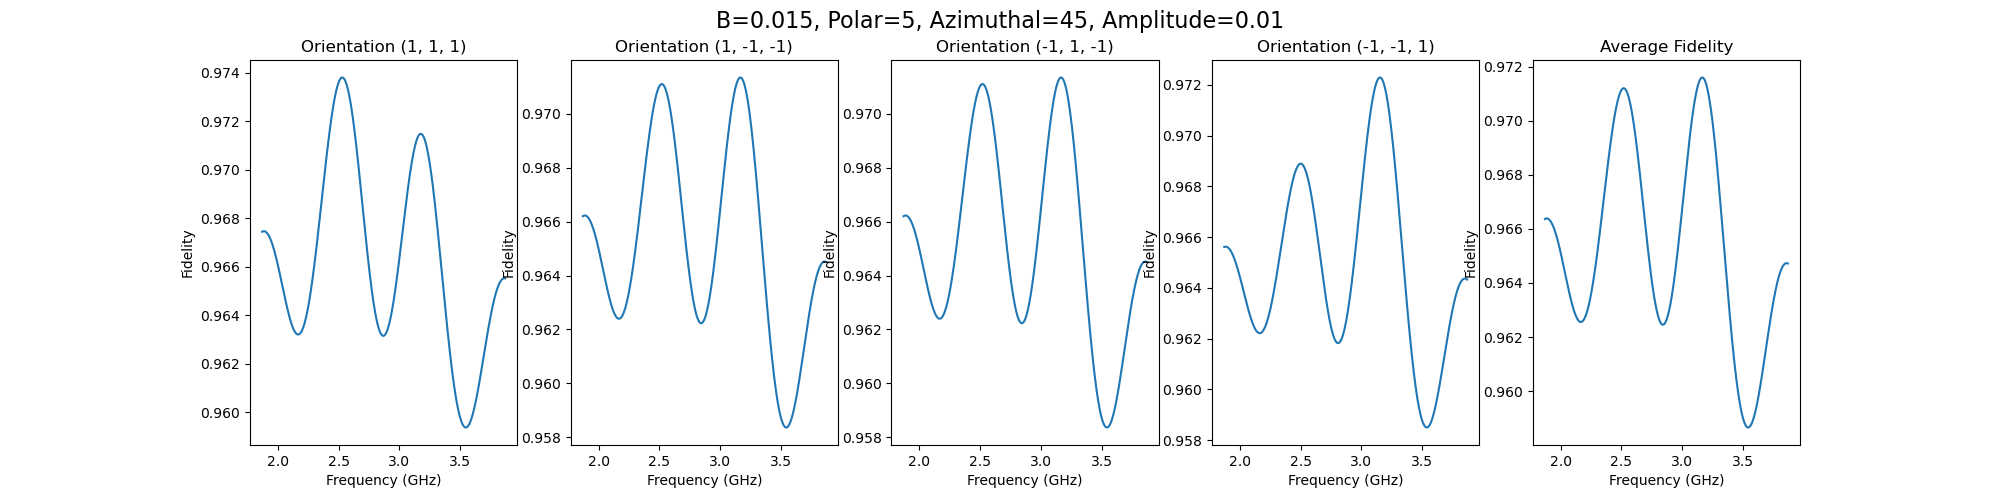 B=0.015, Polar=5, Azimuthal=45, Amplitude=0.01
Orientation (1, 1, 1)
Fidelity
0.974
0.972
0.970
0.968
0.966
0.964
0.962
0.960
2.0 2.5 3.0 3.5
Frequency (GHz)
Orientation (1, -1, -1)
Fidelity
0.970
0.968
0.966
0.964
0.962
0.960
0.958
2.0 2.5 3.0 3.5
Frequency (GHz)
Orientation (-1, 1, -1)
Fidelity
0.970
0.968
0.966
0.964
0.962
0.960
0.958
2.0 2.5 3.0 3.5
Frequency (GHz)
Orientation (-1, -1, 1)
Fidelity
0.972
0.970
0.968
0.966
0.964
0.962
0.960
0.958
2.0 2.5 3.0 3.5
Frequency (GHz)
Average Fidelity
Fidelity
0.972
0.970
0.968
0.966
0.964
0.962
0.960
2.0 2.5 3.0 3.5
Frequency (GHz)